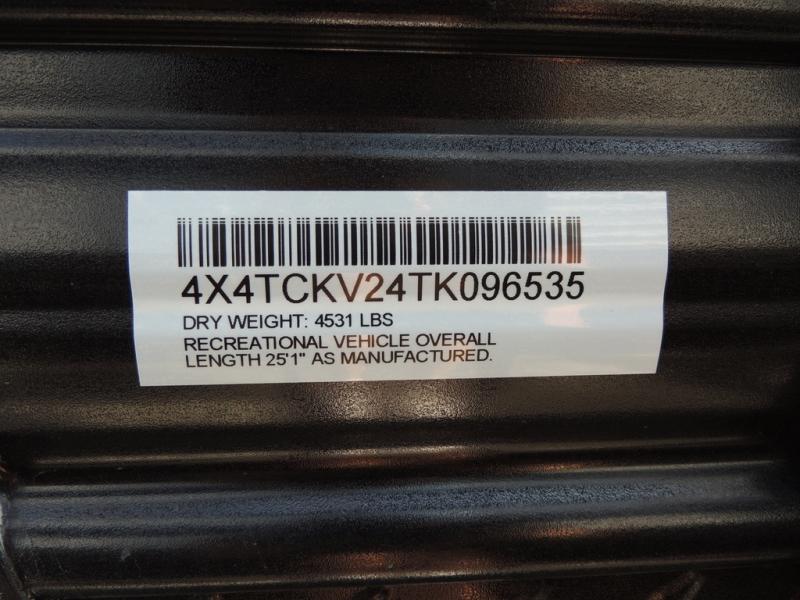 4X4TCKV24TK096535
DRY WEIGHT: 4531 LBS
RECREATIONAL VEHICLE OVERALL
LENGTH 25'1" AS MANUFACTURED.